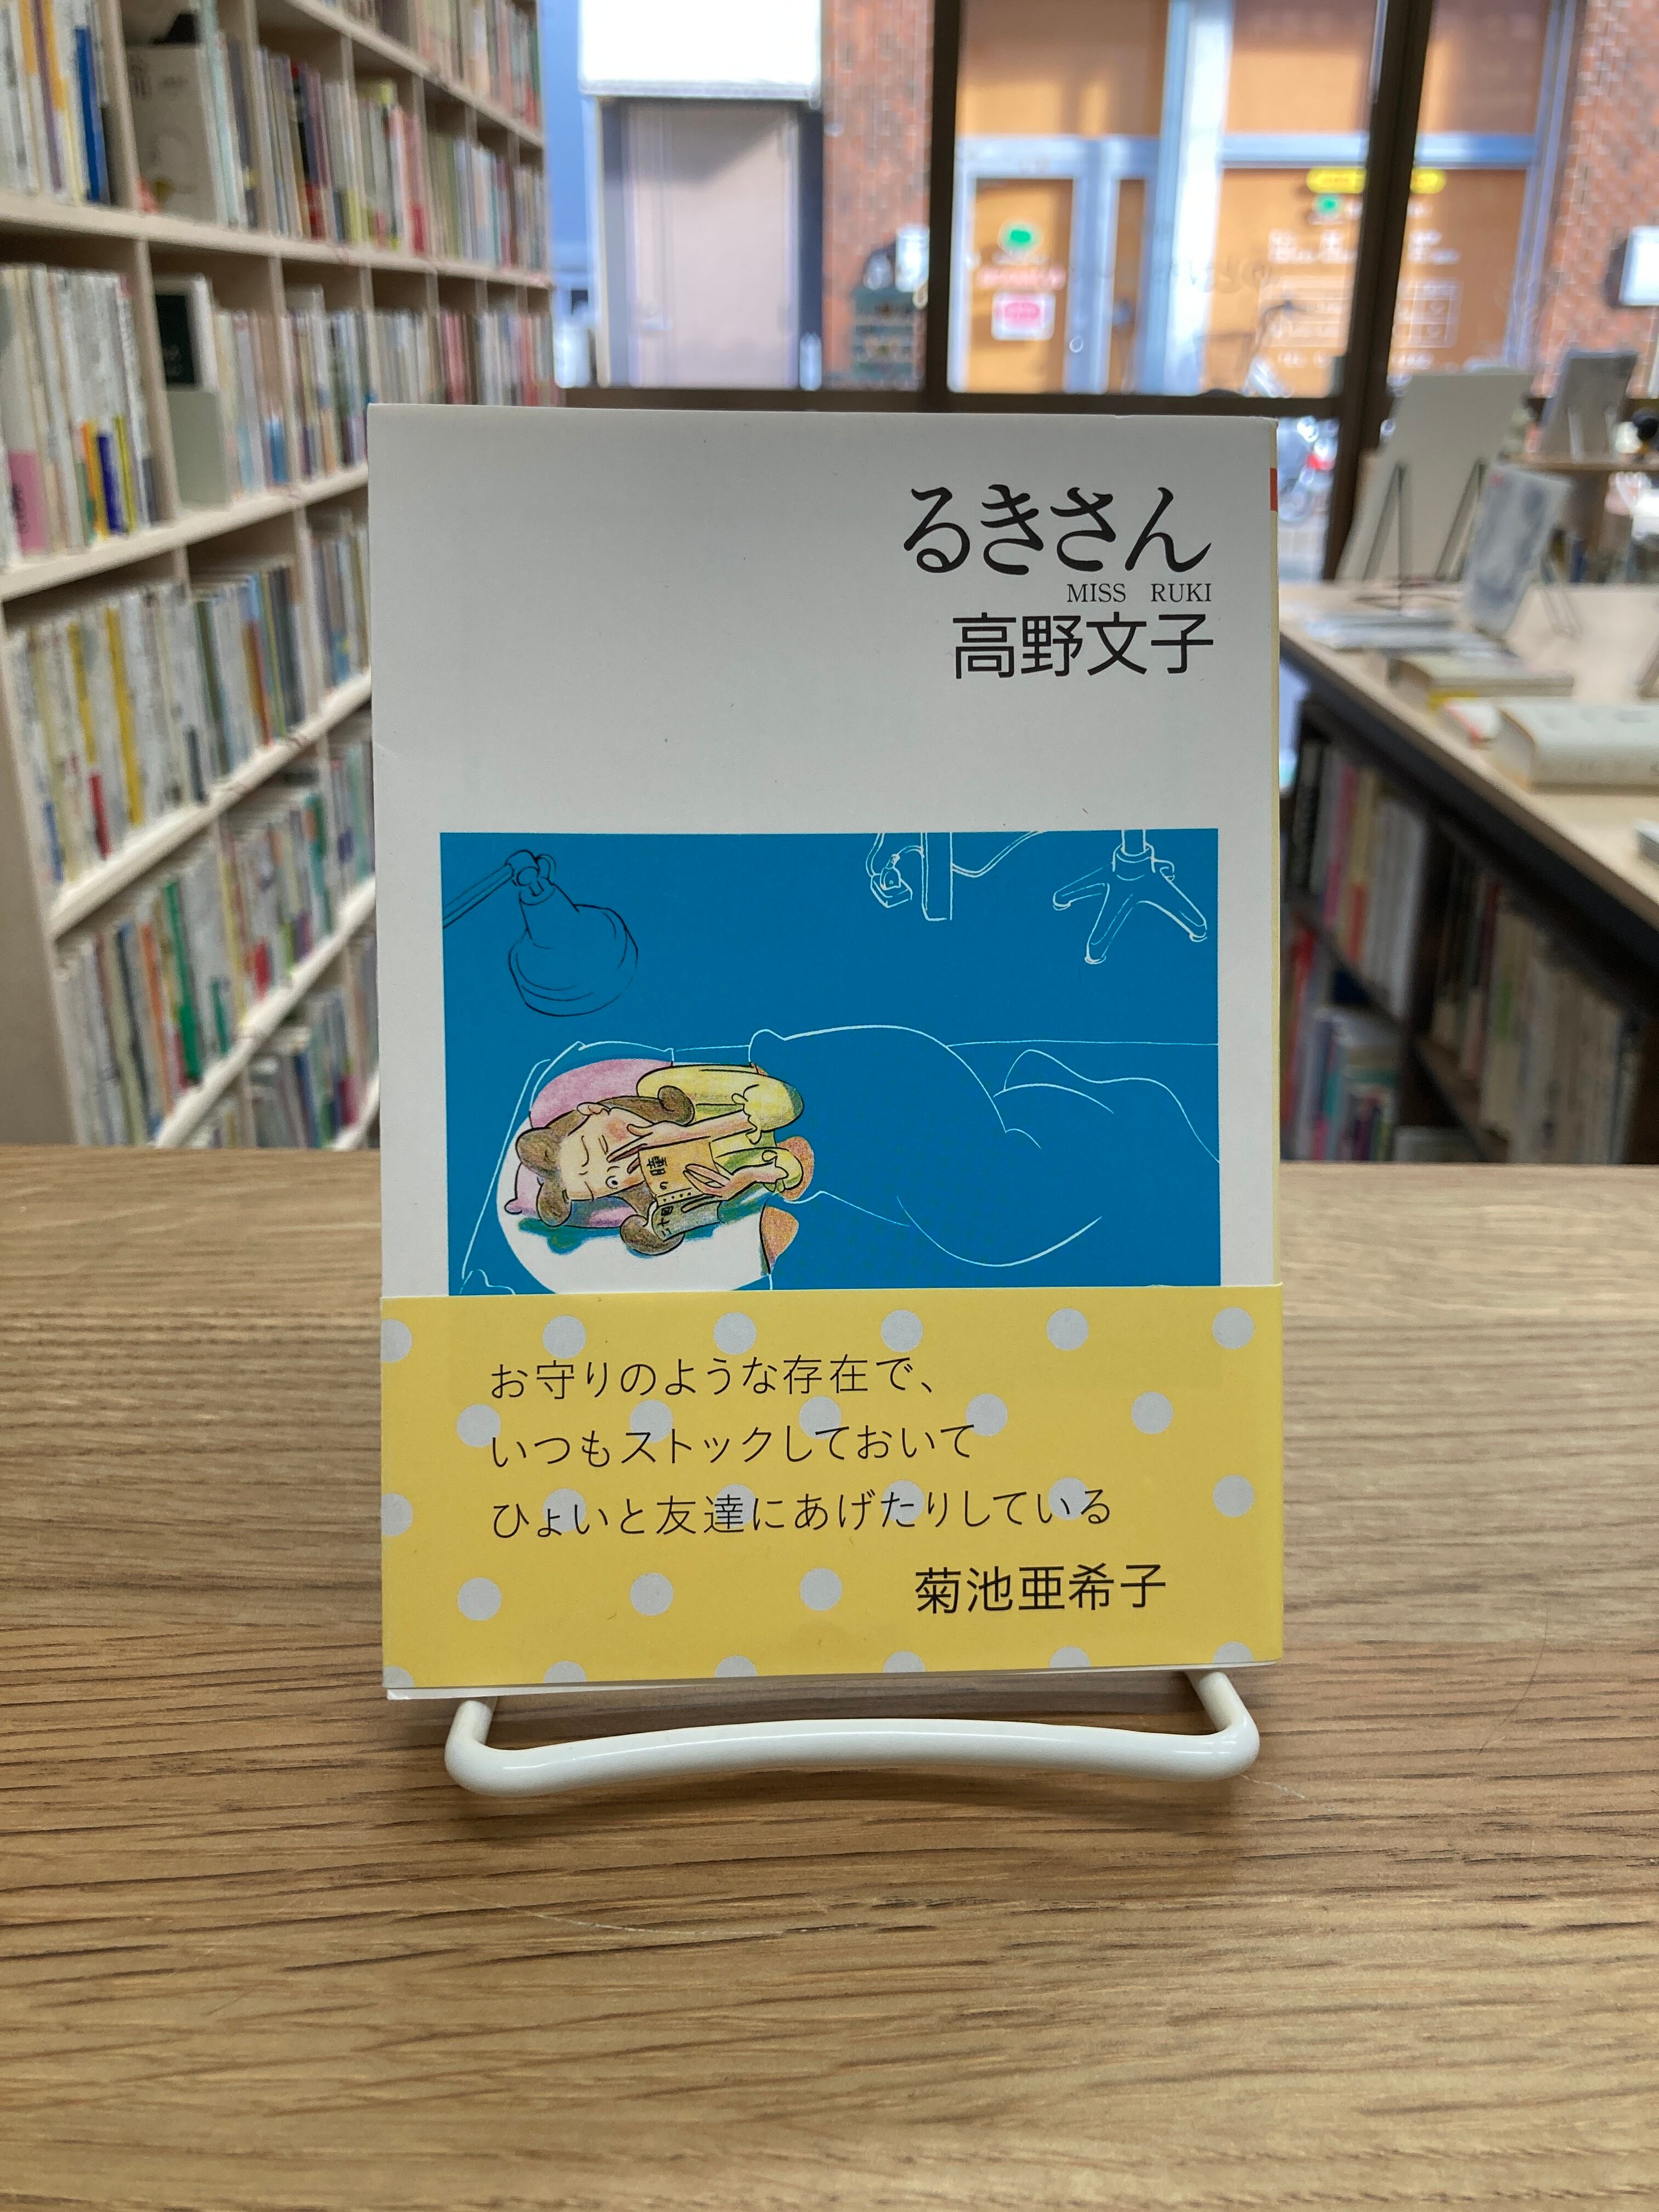 るきさん
MISS RUKI
高野文子
お守りのような存在で、
いつもストックしておいて
ひょいと友達にあげたりしている
菊池亜希子